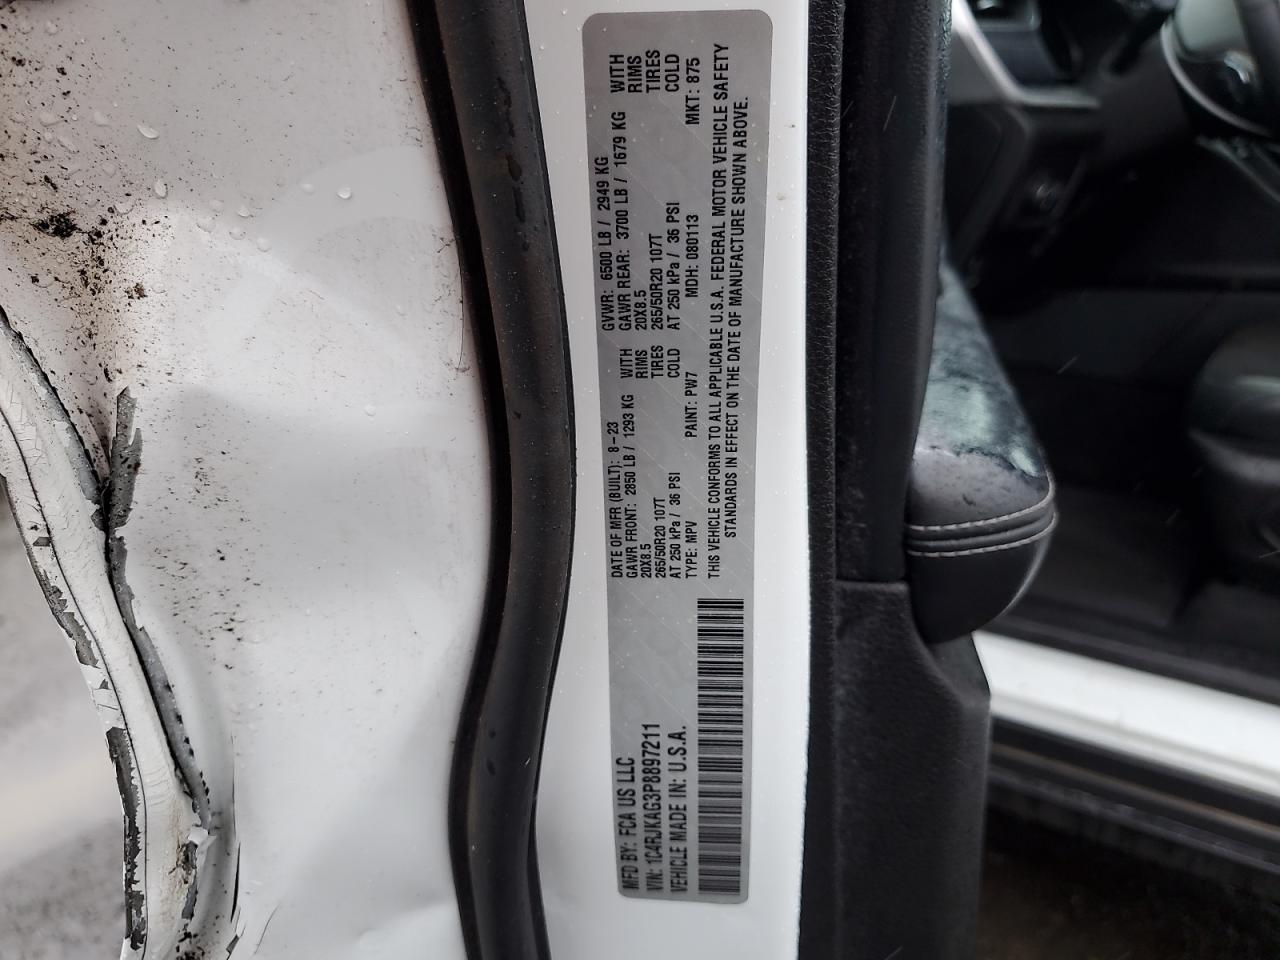 MFD BY: FCA US LLC
VIN: 1C4RJKAG3P8897211
VEHICLE MADE IN: U.S.A.
DATE OF MFR (BUILT): 8-23 GVWR: 6500 LB / 2949 KG
GAWR FRONT: 2850 LB / 1293 KG WITH GAWR REAR: 3700 LB / 1679 KG WITH
20X8.5 RIMS 20X8.5 RIMS
265/50R20 107T TIRES 265/50R20 107T TIRES
AT 250 kPa / 36 PSI COLD AT 250 kPa / 36 PSI COLD
TYPE: MPV PAINT: PW7 MDH: 080113 MKT: 875
THIS VEHICLE CONFORMS TO ALL APPLICABLE U.S.A. FEDERAL MOTOR VEHICLE SAFETY
STANDARDS IN EFFECT ON THE DATE OF MANUFACTURE SHOWN ABOVE.